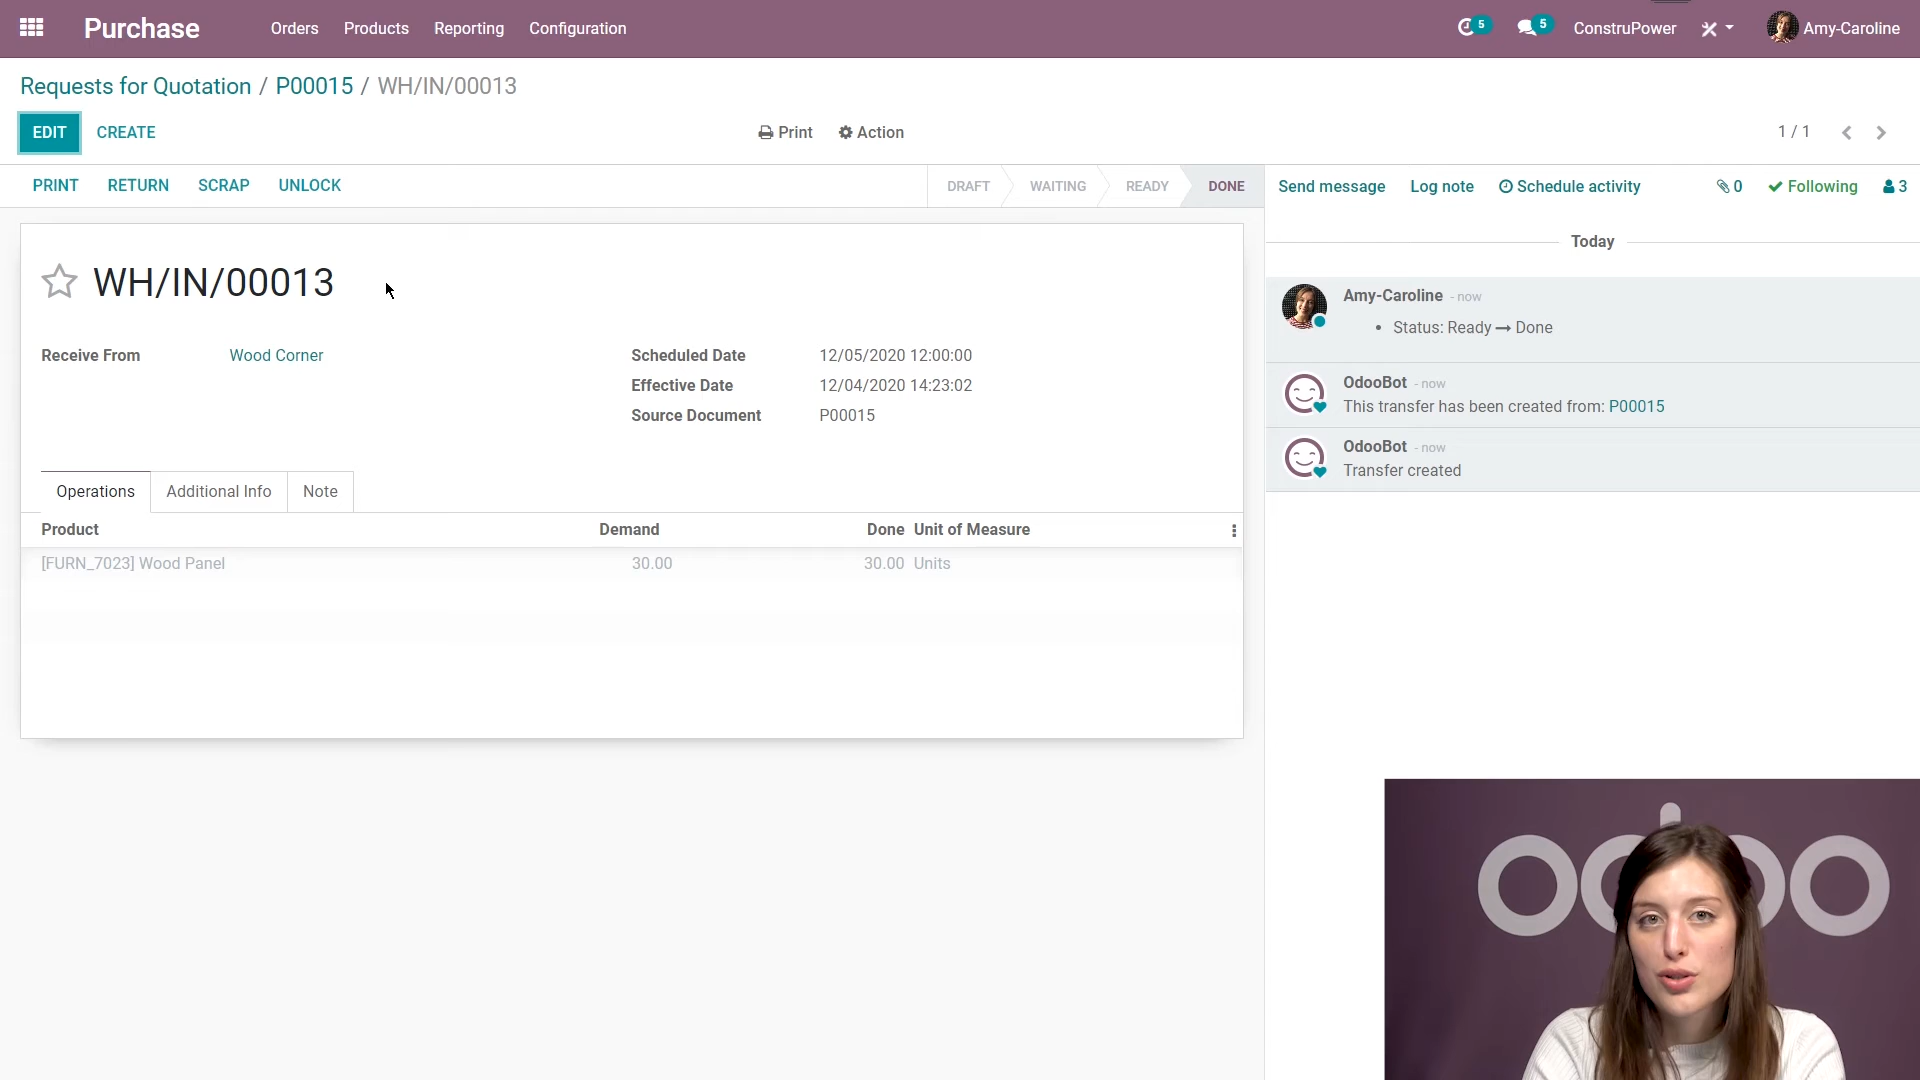 Purchase
Orders Products Reporting Configuration
5 5 ConstruPower Amy-Caroline
Requests for Quotation / P00015 / WH/IN/00013
EDIT CREATE Print Action 1 / 1
PRINT RETURN SCRAP UNLOCK DRAFT WAITING READY DONE
Send message Log note Schedule activity 0 Following 3
Today
WH/IN/00013
Receive From Wood Corner
Scheduled Date 12/05/2020 12:00:00
Effective Date 12/04/2020 14:23:02
Source Document P00015
Operations Additional Info Note
Product Demand Done Unit of Measure
[FURN_7023] Wood Panel 30.00 30.00 Units
Amy-Caroline - now
• Status: Ready → Done
OdooBot - now
This transfer has been created from: P00015
OdooBot - now
Transfer created
odoo